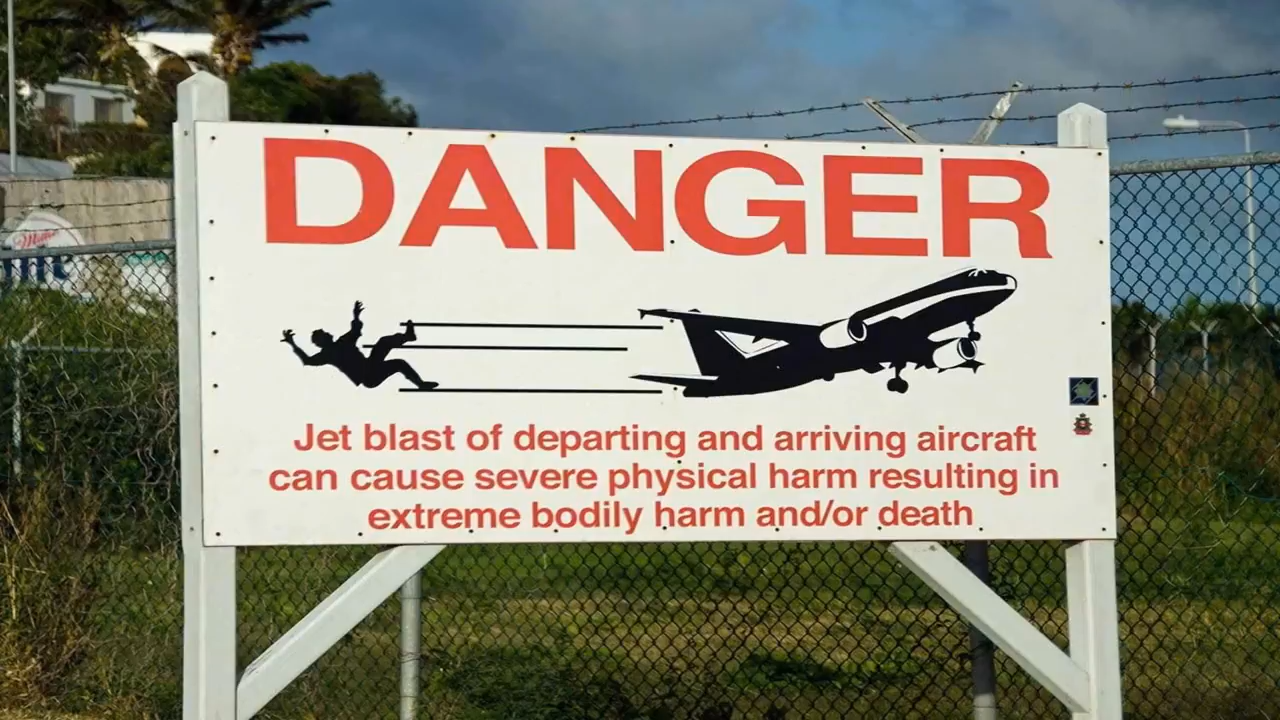 DANGER
Jet blast of departing and arriving aircraft
can cause severe physical harm resulting in
extreme bodily harm and/or death
Miller